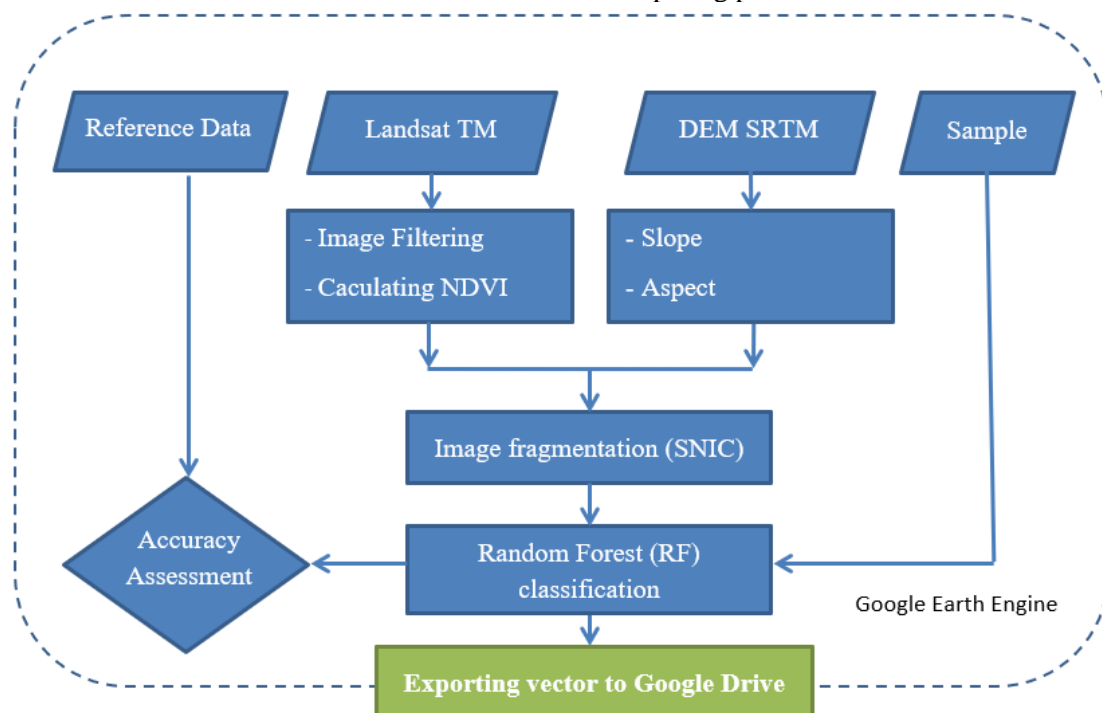 Reference Data
Landsat TM
DEM SRTM
Sample
- Image Filtering
- Caculating NDVI
- Slope
- Aspect
Image fragmentation (SNIC)
Accuracy
Assessment
Random Forest (RF)
classification
Google Earth Engine
Exporting vector to Google Drive